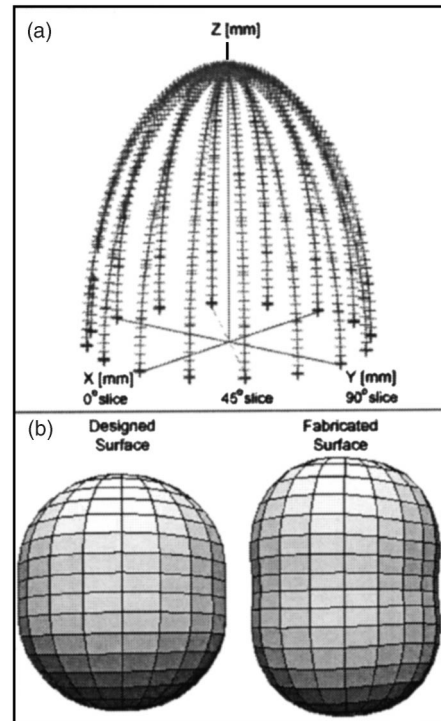 (a)
Z [mm]
X [mm] Y [mm]
0° slice 45° slice 90° slice
(b)
Designed Fabricated
Surface Surface